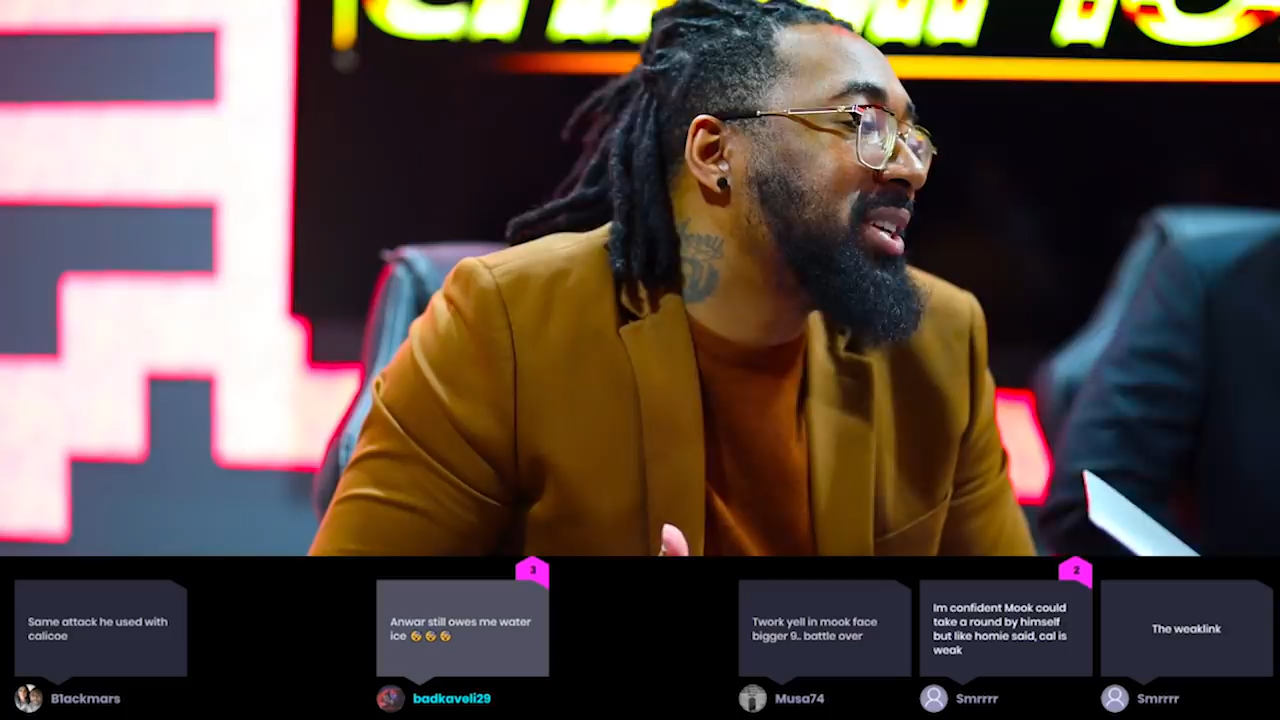 3
2
Same attack he used with
calicoe
Anwar still owes me water
ice
Twork yell in mook face
bigger 9.. battle over
Im confident Mook could
take a round by himself
but like homie said, cal is
weak
The weaklink
B1ackmars
badkaveli29
Musa74
Smrrrr
Smrrrr